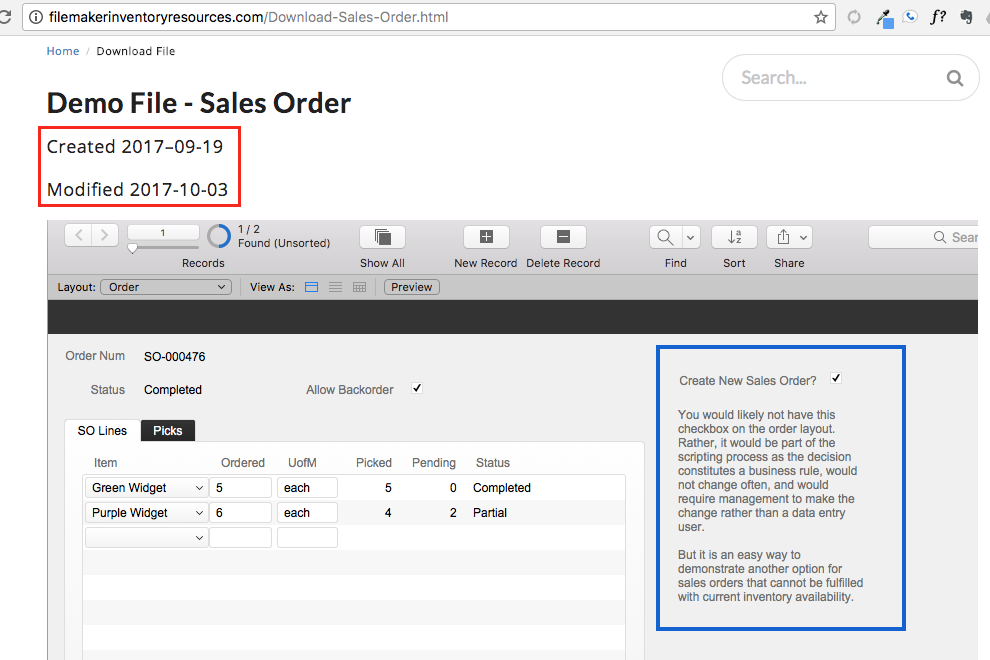 filemakerinventoryresources.com/Download-Sales-Order.html
f?
Home / Download File
Search...
Demo File - Sales Order
Created 2017–09-19
Modified 2017-10-03
1
1 / 2
Found (Unsorted)
Records
Show All
New Record
Delete Record
Find
Sort
Share
Sear
Layout: Order
View As:
Preview
Order Num SO-000476
Status Completed
Allow Backorder
SO Lines Picks
Item Ordered UofM Picked Pending Status
Green Widget 5 each 5 0 Completed
Purple Widget 6 each 4 2 Partial
Create New Sales Order?
You would likely not have this
checkbox on the order layout.
Rather, it would be part of the
scripting process as the decision
constitutes a business rule, would
not change often, and would
require management to make the
change rather than a data entry
user.
But it is an easy way to
demonstrate another option for
sales orders that cannot be fulfilled
with current inventory availability.